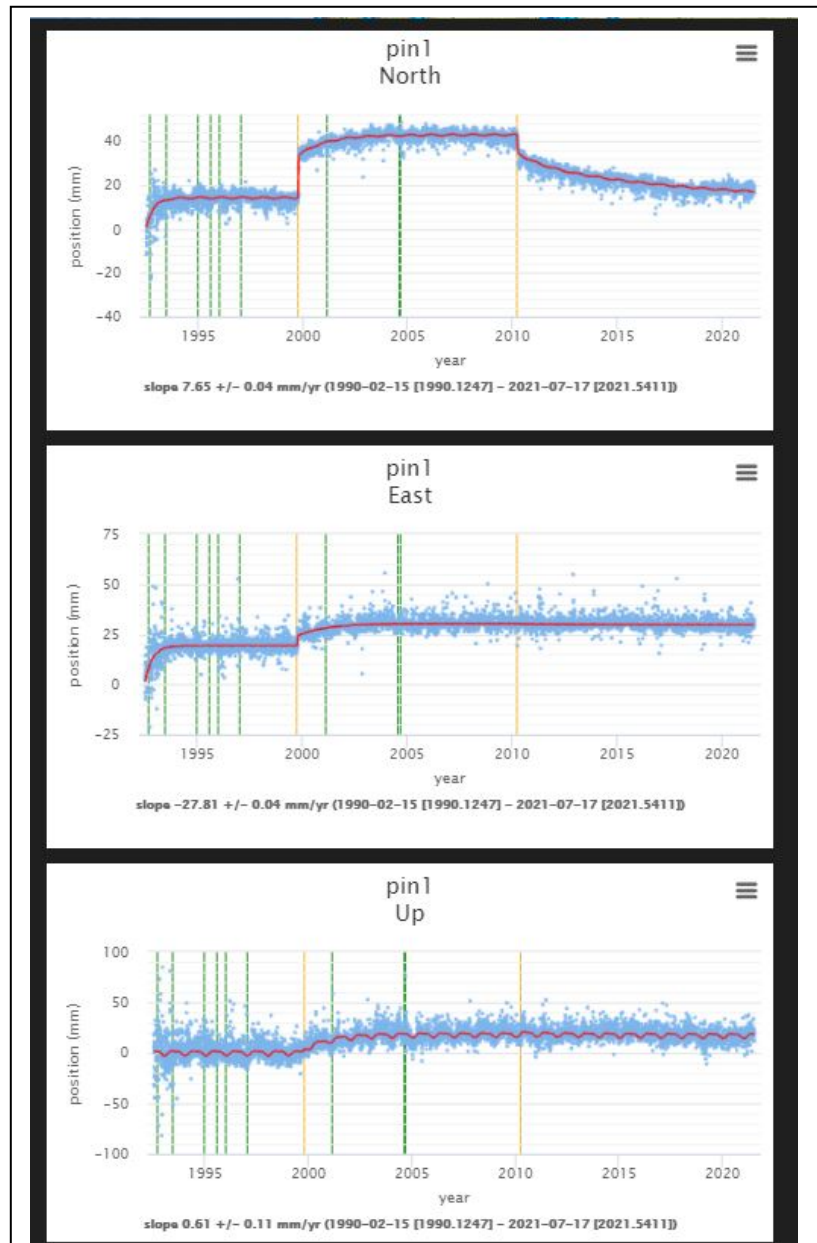 pin1
North
position (mm)
40
20
0
−20
−40
1995 2000 2005 2010 2015 2020
year
slope 7.65 +/- 0.04 mm/yr (1990-02-15 [1990.1247] - 2021-07-17 [2021.5411])
pin1
East
position (mm)
75
50
25
0
−25
1995 2000 2005 2010 2015 2020
year
slope -27.81 +/- 0.04 mm/yr (1990-02-15 [1990.1247] - 2021-07-17 [2021.5411])
pin1
Up
position (mm)
100
50
0
−50
−100
1995 2000 2005 2010 2015 2020
year
slope 0.61 +/- 0.11 mm/yr (1990-02-15 [1990.1247] - 2021-07-17 [2021.5411])